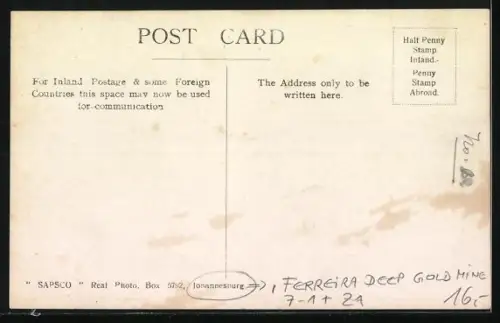 POST CARD
Half Penny
Stamp
Inland.-
Penny
Stamp
Abroad.
For Inland Postage & some Foreign
Countries this space may now be used
for communication
The Address only to be
written here.
" SAPSCO " Real Photo, Box 5792, Johannesburg
, FERREIRA DEEP GOLD MINE
7-1+ 21
16,-